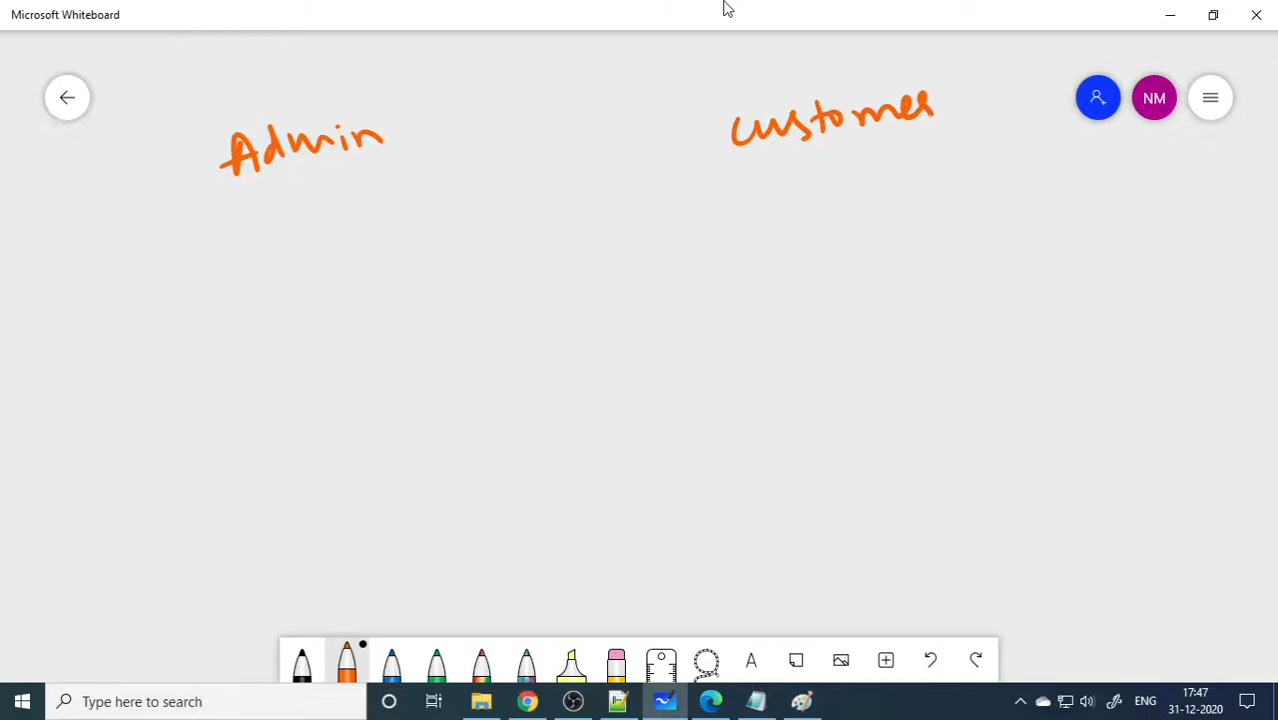 Microsoft Whiteboard
NM
Admin
customer
A
Type here to search
ENG
17:47
31-12-2020